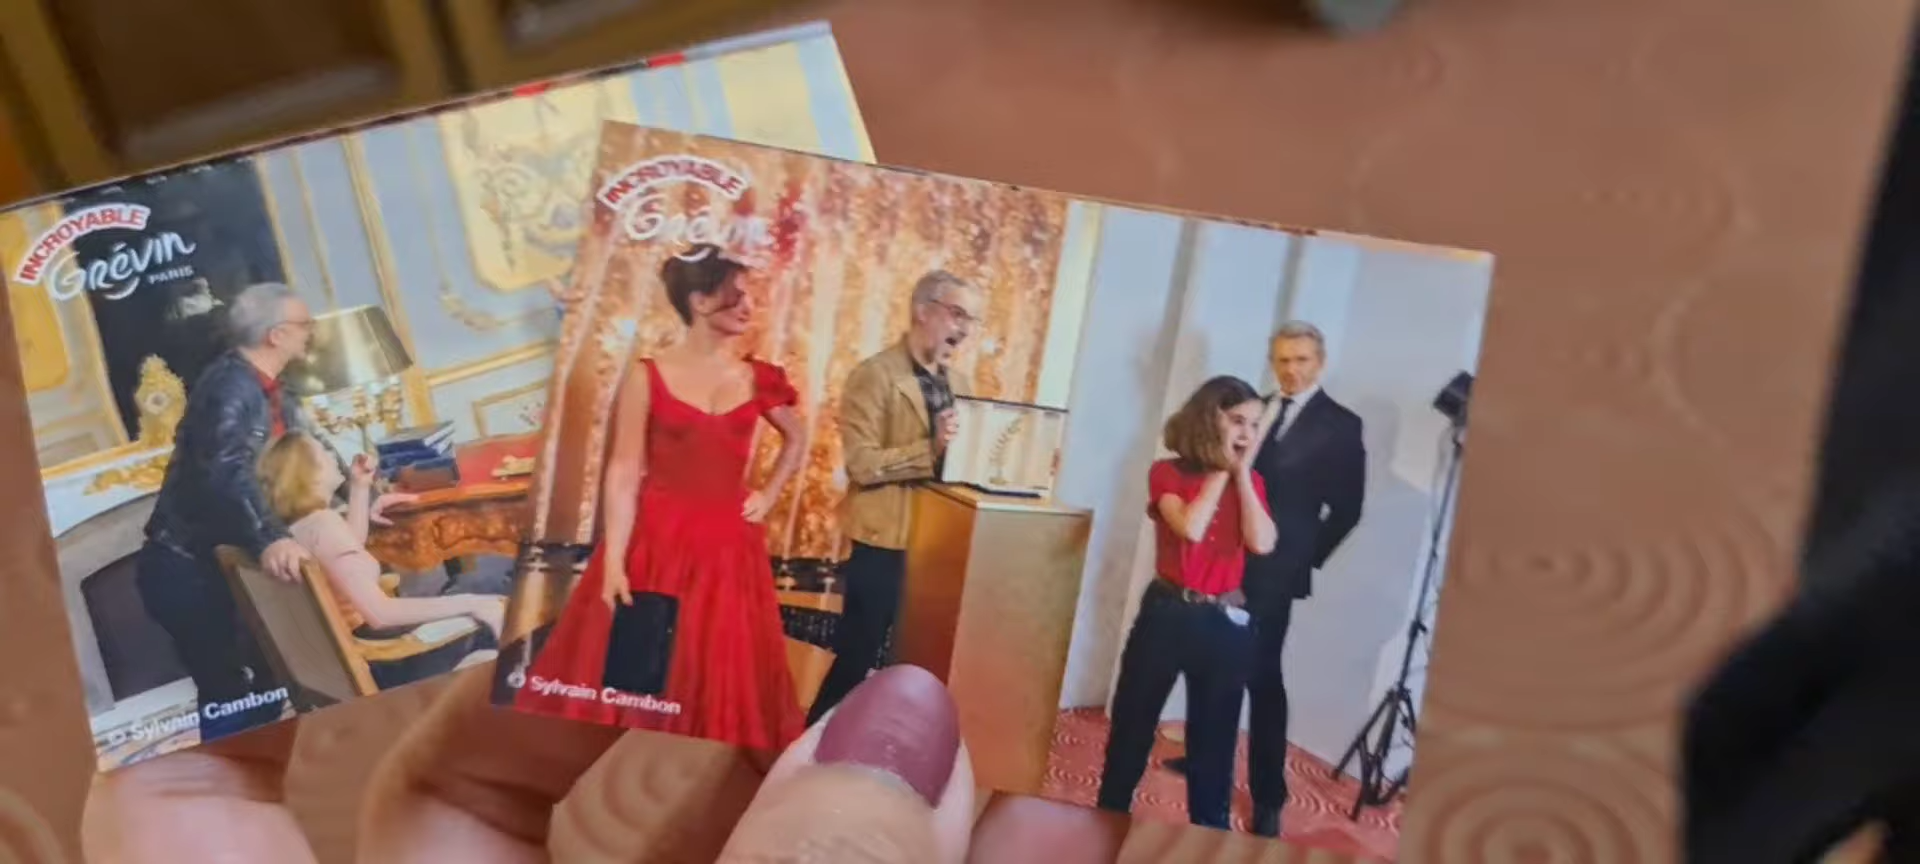 INCROYABLE
GRÉVIN
PARIS
© Sylvain Cambon
INCROYABLE
GRÉVIN
© Sylvain Cambon